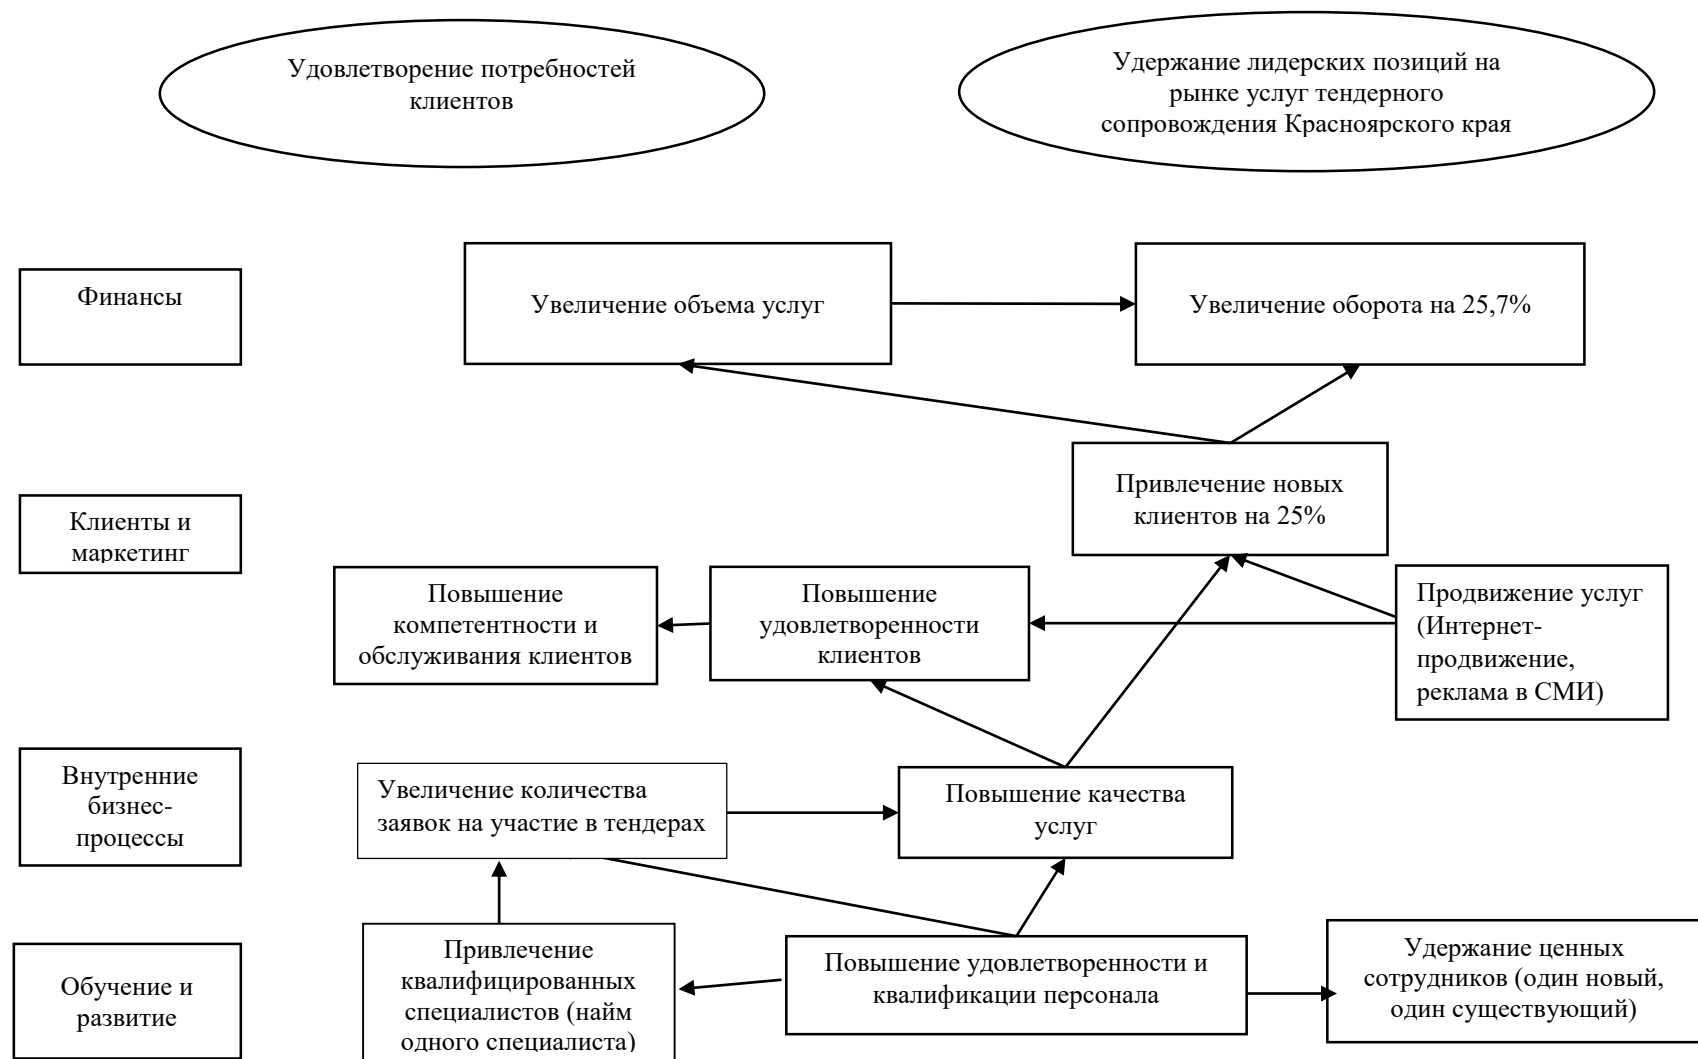 Удовлетворение потребностей
клиентов
Удержание лидерских позиций на
рынке услуг тендерного
сопровождения Красноярского края
Финансы
Увеличение объема услуг
Увеличение оборота на 25,7%
Клиенты и
маркетинг
Привлечение новых
клиентов на 25%
Повышение
компетентности и
обслуживания клиентов
Повышение
удовлетворенности
клиентов
Продвижение услуг
(Интернет-
продвижение,
реклама в СМИ)
Внутренние
бизнес-
процессы
Увеличение количества
заявок на участие в тендерах
Повышение качества
услуг
Обучение и
развитие
Привлечение
квалифицированных
специалистов (найм
одного специалиста)
Повышение удовлетворенности и
квалификации персонала
Удержание ценных
сотрудников (один новый,
один существующий)